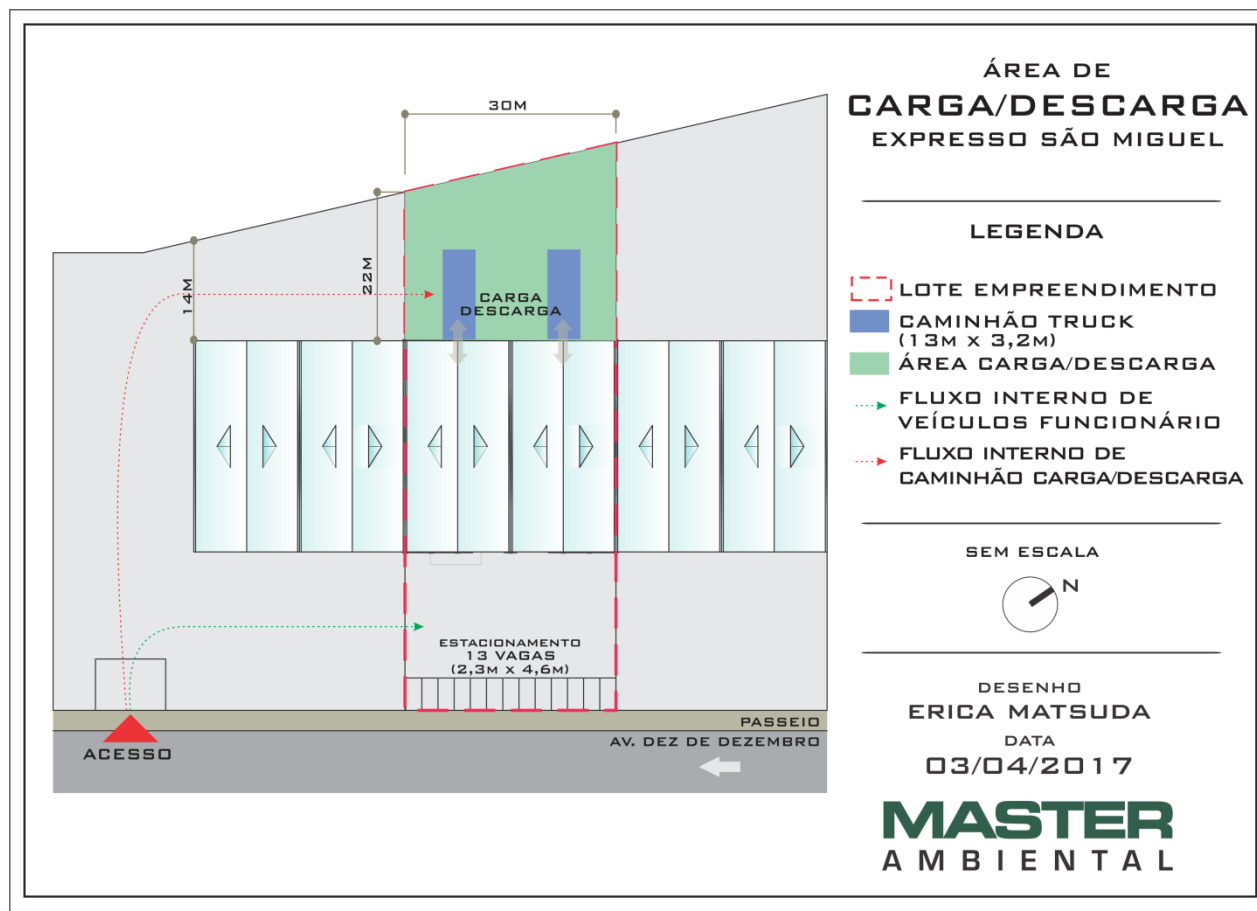 30M
14M
22M
CARGA
DESCARGA
ESTACIONAMENTO
13 VAGAS
(2,3M X 4,6M)
PASSEIO
AV. DEZ DE DEZEMBRO
ACESSO
ÁREA DE
CARGA/DESCARGA
EXPRESSO SÃO MIGUEL
LEGENDA
LOTE EMPREENDIMENTO
CAMINHÃO TRUCK
(13M X 3,2M)
ÁREA CARGA/DESCARGA
FLUXO INTERNO DE
VEÍCULOS FUNCIONÁRIO
FLUXO INTERNO DE
CAMINHÃO CARGA/DESCARGA
SEM ESCALA
N
DESENHO
ERICA MATSUDA
DATA
03/04/2017
MASTER
AMBIENTAL